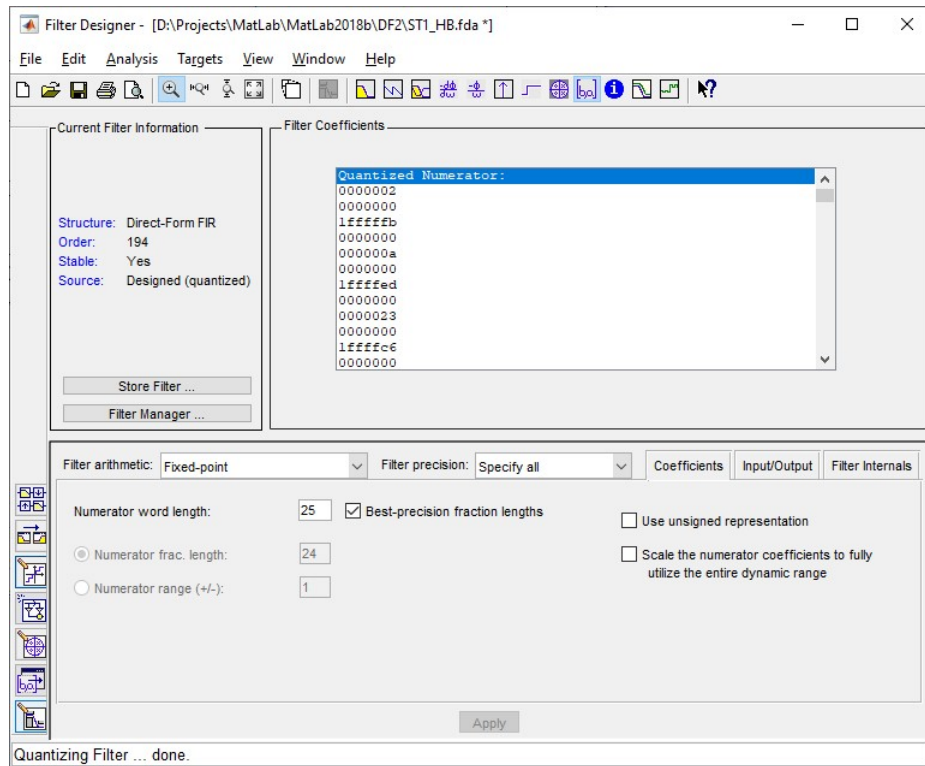 Filter Designer - [D:\Projects\MatLab\MatLab2018b\DF2\ST1_HB.fda *]
File Edit Analysis Targets View Window Help
Current Filter Information
Structure: Direct-Form FIR
Order: 194
Stable: Yes
Source: Designed (quantized)
Store Filter ...
Filter Manager ...
Filter Coefficients
Quantized Numerator:
0000002
0000000
1fffffb
0000000
000000a
0000000
1ffffed
0000000
0000023
0000000
1ffffc6
0000000
Filter arithmetic: Fixed-point Filter precision: Specify all Coefficients Input/Output Filter Internals
Numerator word length: 25 Best-precision fraction lengths
Numerator frac. length: 24
Numerator range (+/-): 1
Use unsigned representation
Scale the numerator coefficients to fully
utilize the entire dynamic range
Apply
Quantizing Filter ... done.